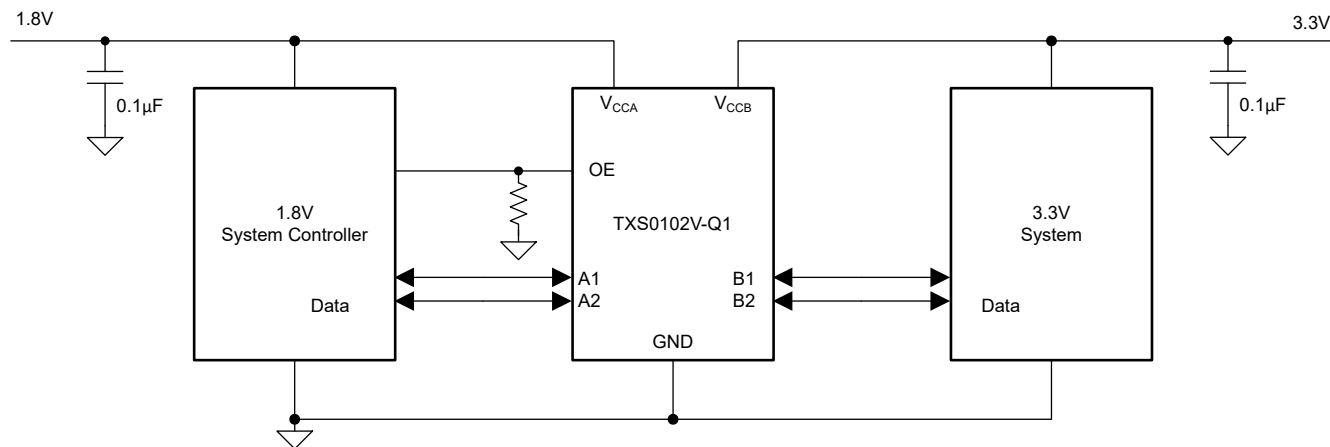 1.8V
3.3V
0.1µF
0.1µF
VCCA
VCCB
OE
1.8V
System Controller
TXS0102V-Q1
3.3V
System
A1
B1
A2
B2
Data
Data
GND